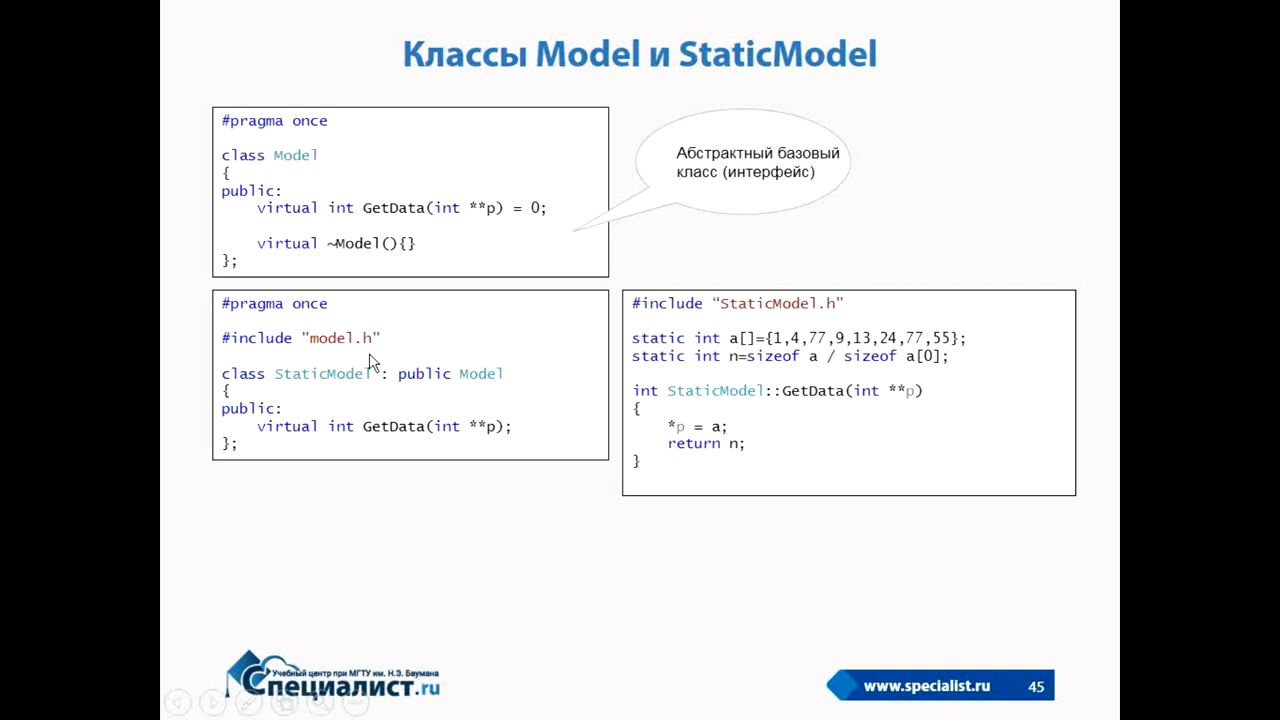 Классы Model и StaticModel
#pragma once
class Model
{
public:
virtual int GetData(int **p) = 0;
virtual ~Model(){}
};
Абстрактный базовый
класс (интерфейс)
#pragma once
#include "model.h"
class StaticModel : public Model
{
public:
virtual int GetData(int **p);
};
#include “StaticModel.h”
static int a[]={1,4,77,9,13,24,77,55};
static int n=sizeof a / sizeof a[0];
int StaticModel::GetData(int **p)
{
*p = a;
return n;
}
Учебный центр при МГТУ им. Н.Э. Баумана
Специалист.ru
www.specialist.ru 45